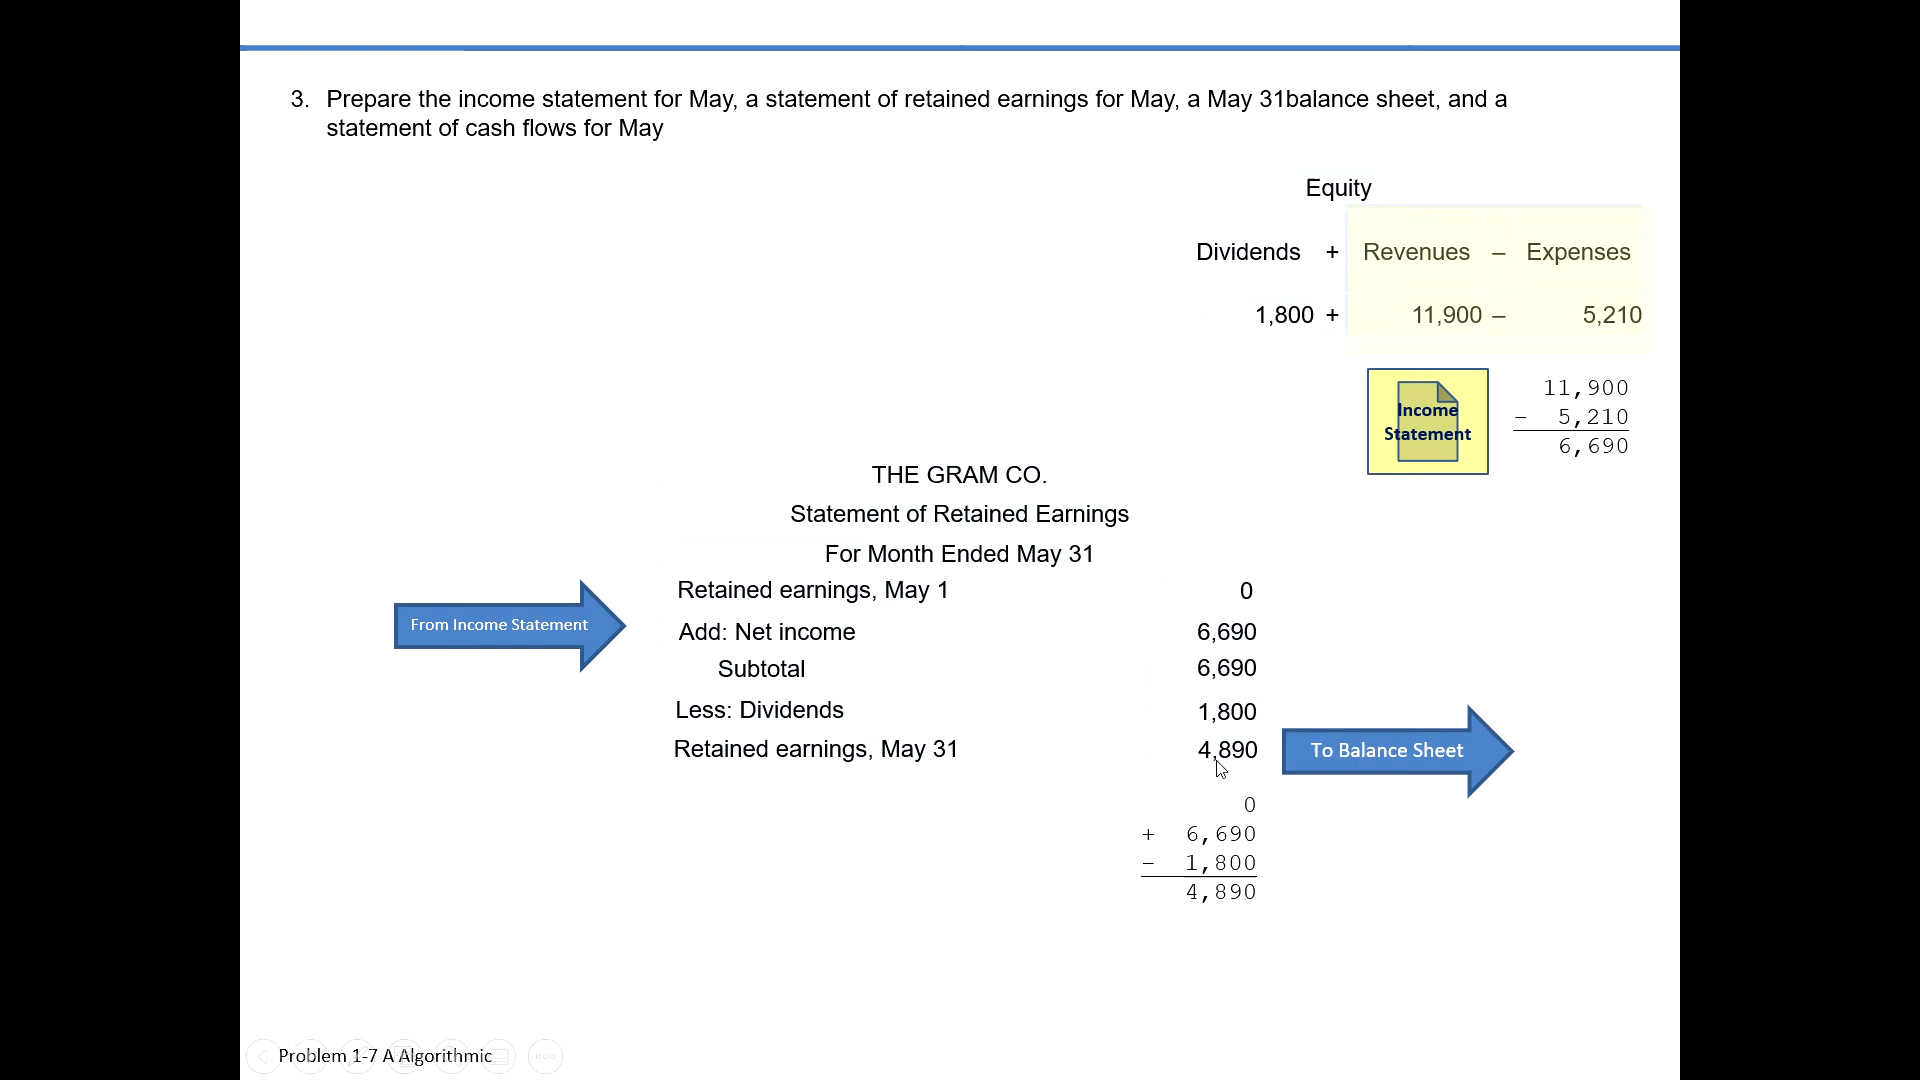 3. Prepare the income statement for May, a statement of retained earnings for May, a May 31balance sheet, and a
statement of cash flows for May
Equity
Dividends + Revenues – Expenses
1,800 + 11,900 – 5,210
Income
Statement
11,900
- 5,210
6,690
THE GRAM CO.
Statement of Retained Earnings
For Month Ended May 31
Retained earnings, May 1 0
From Income Statement
Add: Net income 6,690
Subtotal 6,690
Less: Dividends 1,800
Retained earnings, May 31 4,890
To Balance Sheet
0
+ 6,690
- 1,800
4,890
Problem 1-7 A Algorithmic